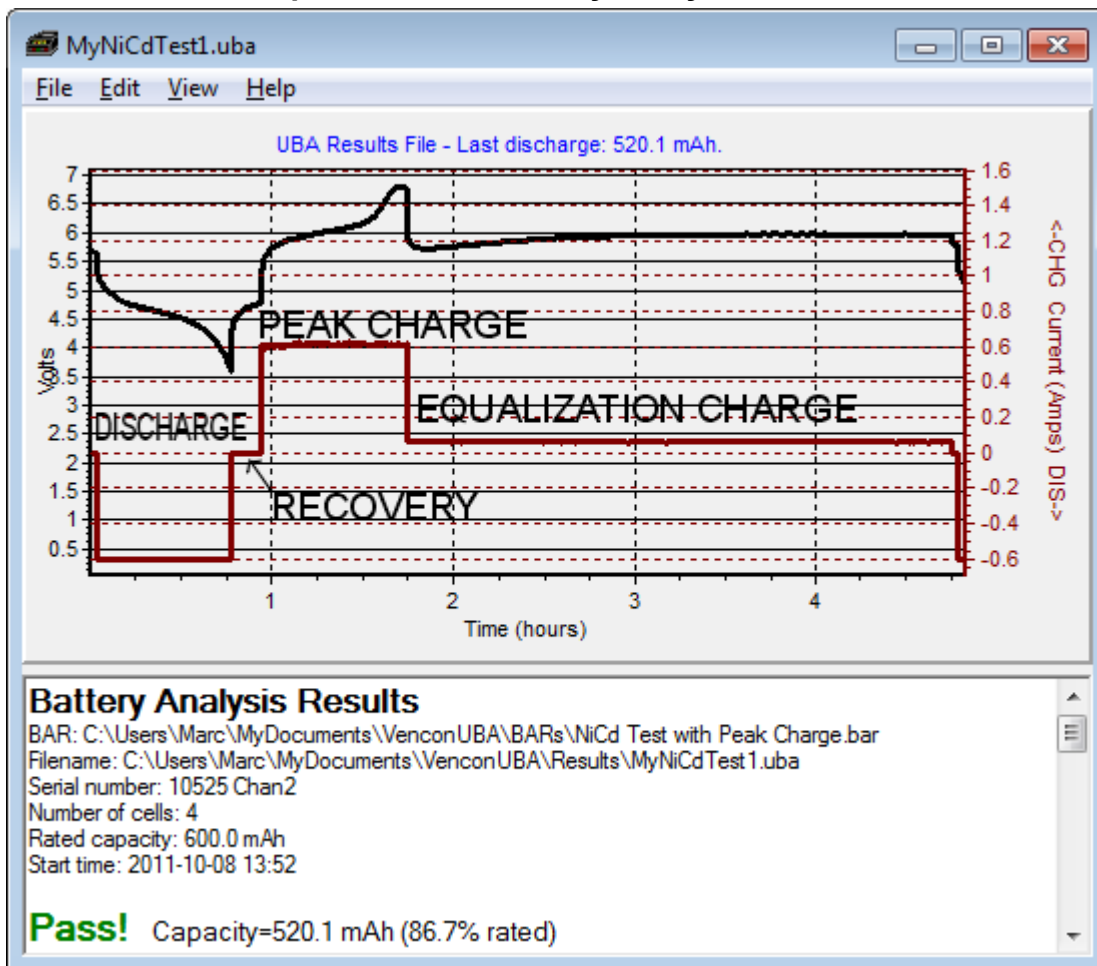 MyNiCdTest1.uba
File Edit View Help
UBA Results File - Last discharge: 520.1 mAh.
7
6.5
6
5.5
5
4.5
4
3.5
3
2.5
2
1.5
1
0.5
Volts
PEAK CHARGE
DISCHARGE
EQUALIZATION CHARGE
RECOVERY
1.6
1.4
1.2
1
0.8
0.6
0.4
0.2
0
-0.2
-0.4
-0.6
<-CHG Current (Amps) DIS->
1 2 3 4
Time (hours)
Battery Analysis Results
BAR: C:\Users\Marc\MyDocuments\VenconUBA\BARs\NiCd Test with Peak Charge.bar
Filename: C:\Users\Marc\MyDocuments\VenconUBA\Results\MyNiCdTest1.uba
Serial number: 10525 Chan2
Number of cells: 4
Rated capacity: 600.0 mAh
Start time: 2011-10-08 13:52
Pass! Capacity=520.1 mAh (86.7% rated)